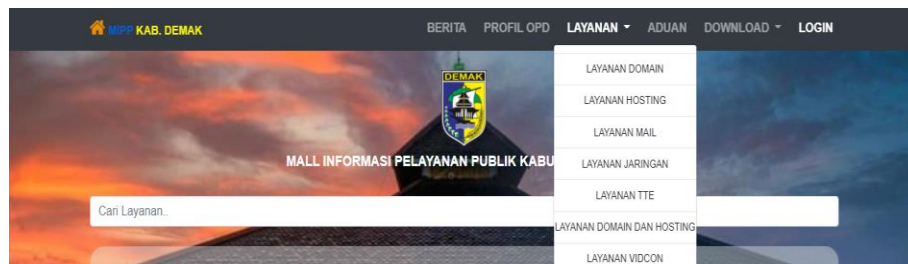 MIPP KAB. DEMAK
BERITA PROFIL OPD LAYANAN ADUAN DOWNLOAD LOGIN
LAYANAN DOMAIN
LAYANAN HOSTING
LAYANAN MAIL
LAYANAN JARINGAN
LAYANAN TTE
LAYANAN DOMAIN DAN HOSTING
LAYANAN VIDCON
DEMAK
MALL INFORMASI PELAYANAN PUBLIK KABU
Cari Layanan..